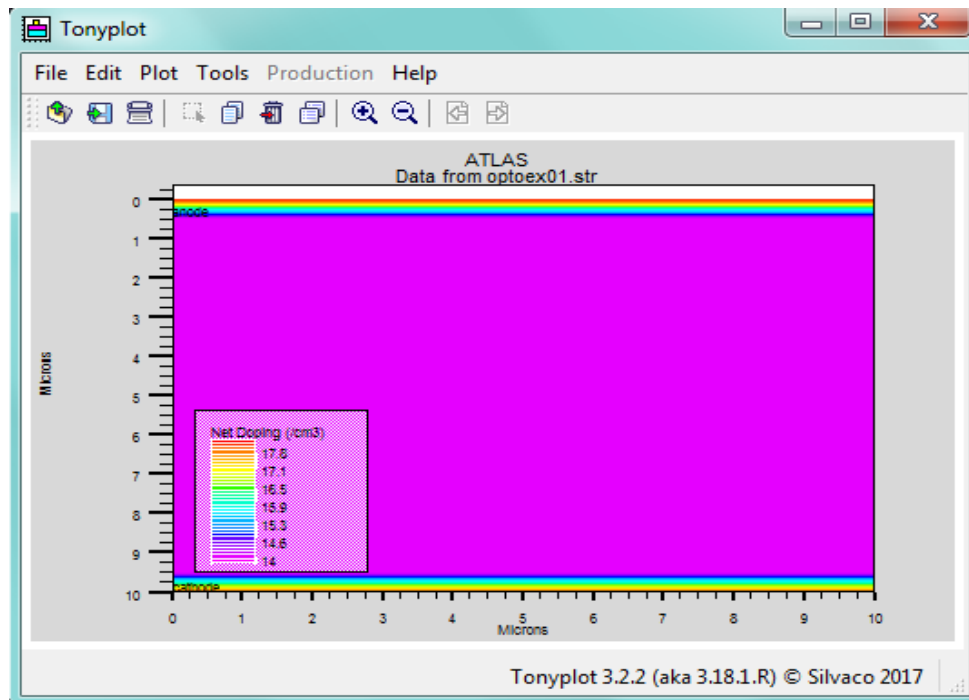 Tonyplot
File Edit Plot Tools Production Help
ATLAS
Data from optoex01.str
0
anode
1
2
3
4
5
6
7
8
9
10
Microns
Net Doping (/cm3)
17.8
17.1
16.5
15.9
15.3
14.6
14
cathode
0 1 2 3 4 5 6 7 8 9 10
Microns
Tonyplot 3.2.2 (aka 3.18.1.R) © Silvaco 2017